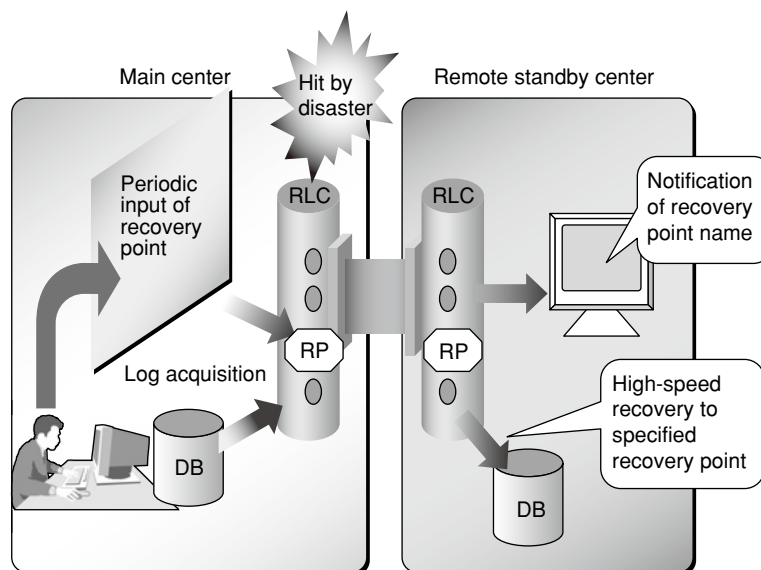 Main center
Hit by
disaster
Remote standby center
Periodic
input of
recovery
point
RLC
RLC
Notification
of recovery
point name
RP
RP
Log acquisition
DB
High-speed
recovery to
specified
recovery point
DB